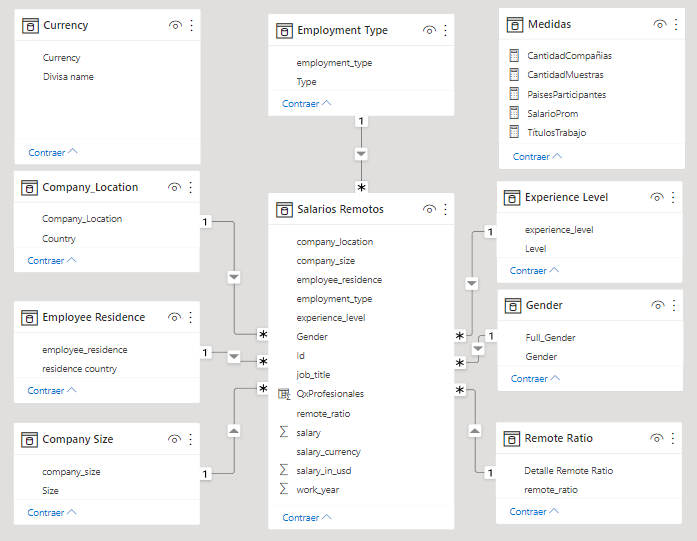 Currency
Currency
Divisa name
Contraer
Employment Type
employment_type
Type
Contraer
Medidas
CantidadCompañias
CantidadMuestras
PaisesParticipantes
SalarioProm
TítulosTrabajo
Contraer
Company_Location
Company_Location
Country
Contraer
Employee Residence
employee_residence
residence country
Contraer
Company Size
company_size
Size
Contraer
Salarios Remotos
company_location
company_size
employee_residence
employment_type
experience_level
Gender
Id
job_title
QxProfesionales
remote_ratio
salary
salary_currency
salary_in_usd
work_year
Contraer
Experience Level
experience_level
Level
Contraer
Gender
Full_Gender
Gender
Contraer
Remote Ratio
Detalle Remote Ratio
remote_ratio
Contraer
1
*
1
*
1
*
1
*
1
*
1
*
1
*